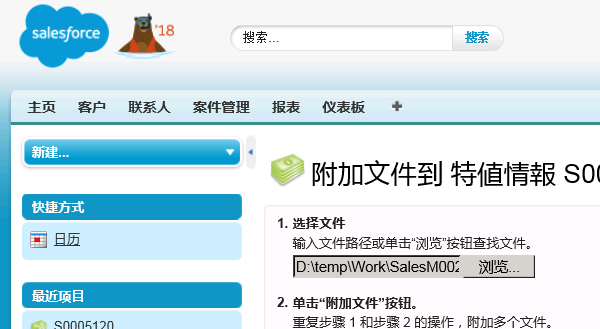 salesforce
'18
搜索...
搜索
主页 客户 联系人 案件管理 报表 仪表板
新建...
附加文件到 特値情報 S00
快捷方式
日历
1. 选择文件
输入文件路径或单击“浏览”按钮查找文件。
D:\temp\Work\SalesM002 浏览...
最近项目
2. 单击“附加文件”按钮。
S0005120
重复步骤 1 和步骤 2 的操作，附加多个文件。